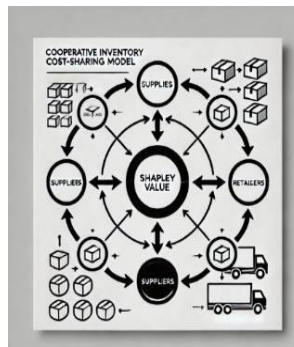 COOPERATIVE INVENTORY
COST-SHARING MODEL
SUPPLIES
SUPPLIERS
SHAPLEY
VALUE
RETAILERS
SUPPLIERS